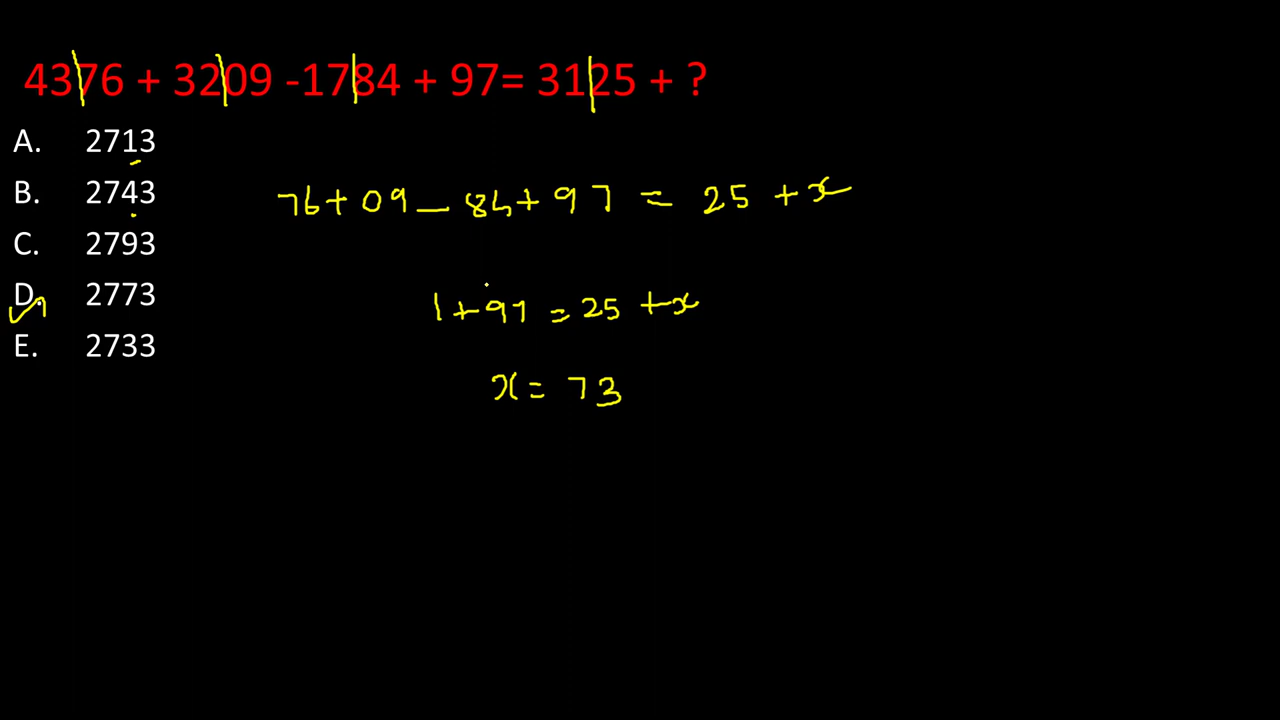 4376 + 3209 -1784 + 97= 3125 + ?
A. 2713
B. 2743
C. 2793
D. 2773
E. 2733
76+09-84+97 = 25 +x
1+97 = 25 +x
x= 73